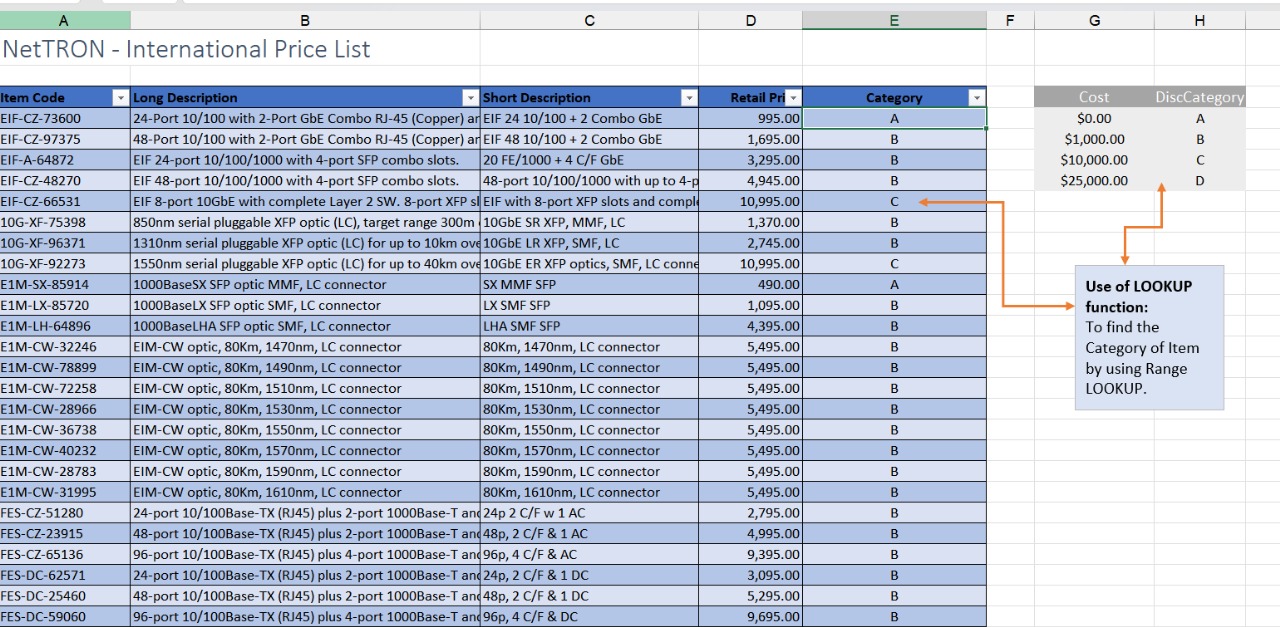 A B C D E F G H
NetTRON - International Price List
Item Code Long Description Short Description Retail Pri Category Cost DiscCategory
EIF-CZ-73600 24-Port 10/100 with 2-Port GbE Combo RJ-45 (Copper) ar EIF 24 10/100 + 2 Combo GbE 995.00 A $0.00 A
EIF-CZ-97375 48-Port 10/100 with 2-Port GbE Combo RJ-45 (Copper) ar EIF 48 10/100 + 2 Combo GbE 1,695.00 B $1,000.00 B
EIF-A-64872 EIF 24-port 10/100/1000 with 4-port SFP combo slots. 20 FE/1000 + 4 C/F GbE 3,295.00 B $10,000.00 C
EIF-CZ-48270 EIF 48-port 10/100/1000 with 4-port SFP combo slots. 48-port 10/100/1000 with up to 4-p 4,945.00 B $25,000.00 D
EIF-CZ-66531 EIF 8-port 10GbE with complete Layer 2 SW. 8-port XFP sl EIF with 8-port XFP slots and comple 10,995.00 C
10G-XF-75398 850nm serial pluggable XFP optic (LC), target range 300m 10GbE SR XFP, MMF, LC 1,370.00 B
10G-XF-96371 1310nm serial pluggable XFP optic (LC) for up to 10km ove 10GbE LR XFP, SMF, LC 2,745.00 B
10G-XF-92273 1550nm serial pluggable XFP optic (LC) for up to 40km ove 10GbE ER XFP optics, SMF, LC conne 10,995.00 C
E1M-SX-85914 1000BaseSX SFP optic MMF, LC connector SX MMF SFP 490.00 A
E1M-LX-85720 1000BaseLX SFP optic SMF, LC connector LX SMF SFP 1,095.00 B
E1M-LH-64896 1000BaseLHA SFP optic SMF, LC connector LHA SMF SFP 4,395.00 B
E1M-CW-32246 EIM-CW optic, 80Km, 1470nm, LC connector 80Km, 1470nm, LC connector 5,495.00 B
E1M-CW-78899 EIM-CW optic, 80Km, 1490nm, LC connector 80Km, 1490nm, LC connector 5,495.00 B
E1M-CW-72258 EIM-CW optic, 80Km, 1510nm, LC connector 80Km, 1510nm, LC connector 5,495.00 B
E1M-CW-28966 EIM-CW optic, 80Km, 1530nm, LC connector 80Km, 1530nm, LC connector 5,495.00 B
E1M-CW-36738 EIM-CW optic, 80Km, 1550nm, LC connector 80Km, 1550nm, LC connector 5,495.00 B
E1M-CW-40232 EIM-CW optic, 80Km, 1570nm, LC connector 80Km, 1570nm, LC connector 5,495.00 B
E1M-CW-28783 EIM-CW optic, 80Km, 1590nm, LC connector 80Km, 1590nm, LC connector 5,495.00 B
E1M-CW-31995 EIM-CW optic, 80Km, 1610nm, LC connector 80Km, 1610nm, LC connector 5,495.00 B
FES-CZ-51280 24-port 10/100Base-TX (RJ45) plus 2-port 1000Base-T and 24p 2 C/F w 1 AC 2,795.00 B
FES-CZ-23915 48-port 10/100Base-TX (RJ45) plus 2-port 1000Base-T and 48p, 2 C/F & 1 AC 4,995.00 B
FES-CZ-65136 96-port 10/100Base-TX (RJ45) plus 4-port 1000Base-T and 96p, 4 C/F & AC 9,395.00 B
FES-DC-62571 24-port 10/100Base-TX (RJ45) plus 2-port 1000Base-T and 24p, 2 C/F & 1 DC 3,095.00 B
FES-DC-25460 48-port 10/100Base-TX (RJ45) plus 2-port 1000Base-T and 48p, 2 C/F & 1 DC 5,295.00 B
FES-DC-59060 96-port 10/100Base-TX (RJ45) plus 4-port 1000Base-T and 96p, 4 C/F & DC 9,695.00 B
Use of LOOKUP
function:
To find the
Category of Item
by using Range
LOOKUP.